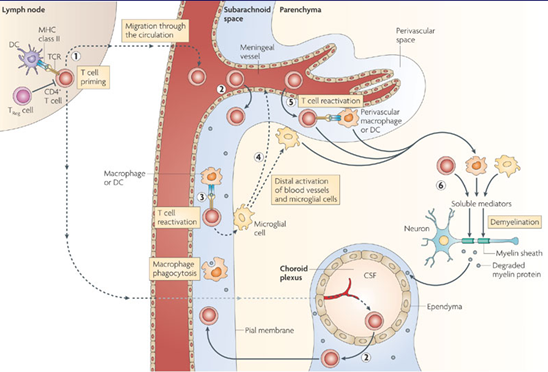 Lymph node
Subarachnoid
space
Parenchyma
MHC
class II
DC
TCR
1
T cell
priming
CD4+
T cell
TReg cell
Migration through
the circulation
Meningeal
vessel
Perivascular
space
2
5
T cell reactivation
Perivascular
macrophage
or DC
4
Macrophage
or DC
3
T cell
reactivation
Distal activation
of blood vessels
and microglial cells
Microglial
cell
6
Soluble mediators
Neuron
Demyelination
Myelin sheath
Degraded
myelin protein
Macrophage
phagocytosis
Choroid
plexus
CSF
Ependyma
Pial membrane
2